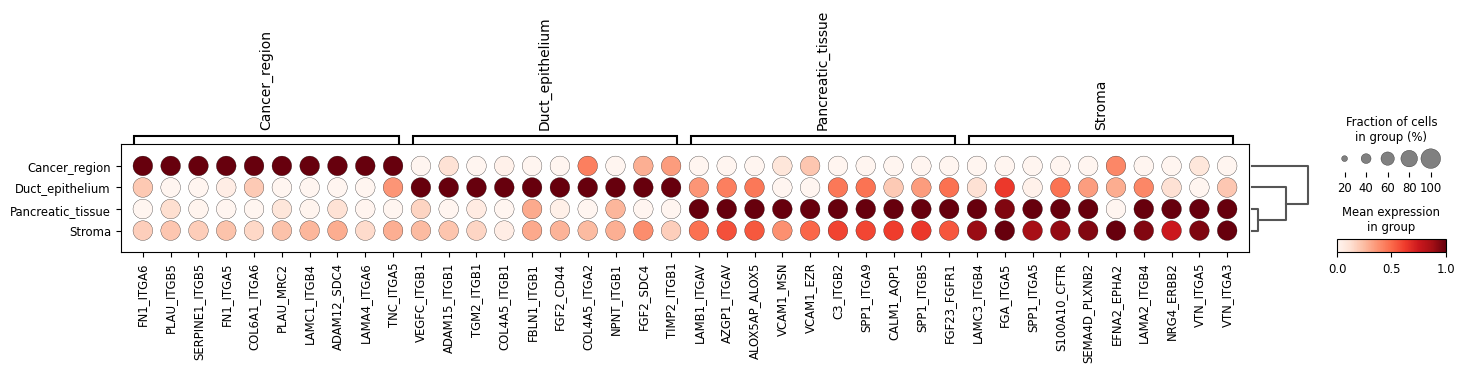 Cancer_region
Duct_epithelium
Pancreatic_tissue
Stroma
Cancer_region
Duct_epithelium
Pancreatic_tissue
Stroma
FN1_ITGA6
PLAU_ITGB5
SERPINE1_ITGB5
FN1_ITGA5
COL6A1_ITGA6
PLAU_MRC2
LAMC1_ITGB4
ADAM12_SDC4
LAMA4_ITGA6
TNC_ITGA5
VEGFC_ITGB1
ADAM15_ITGB1
TGM2_ITGB1
COL4A5_ITGB1
FBLN1_ITGB1
FGF2_CD44
COL4A5_ITGA2
NPNT_ITGB1
FGF2_SDC4
TIMP2_ITGB1
LAMB1_ITGAV
AZGP1_ITGAV
ALOX5AP_ALOX5
VCAM1_MSN
VCAM1_EZR
C3_ITGB2
SPP1_ITGA9
CALM1_AQP1
SPP1_ITGB5
FGF23_FGFR1
LAMC3_ITGB4
FGA_ITGA5
SPP1_ITGA5
S100A10_CFTR
SEMA4D_PLXNB2
EFNA2_EPHA2
LAMA2_ITGB4
NRG4_ERBB2
VTN_ITGA5
VTN_ITGA3
Fraction of cells
in group (%)
20 40 60 80 100
Mean expression
in group
0.0 0.5 1.0